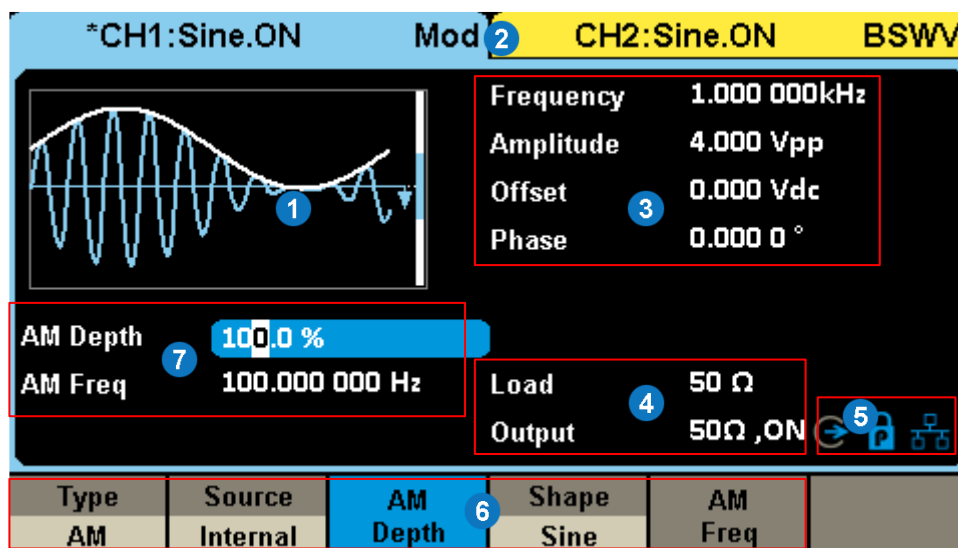 *CH1:Sine.ON Mod 2 CH2:Sine.ON BSWV
Frequency 1.000 000kHz
Amplitude 4.000 Vpp
Offset 0.000 Vdc
Phase 0.000 0 °
1
3
AM Depth 100.0 %
AM Freq 100.000 000 Hz
7
Load 50 Ω
Output 50Ω ,ON
4
5
P
Type Source AM Depth Shape AM Freq
AM Internal Sine
6